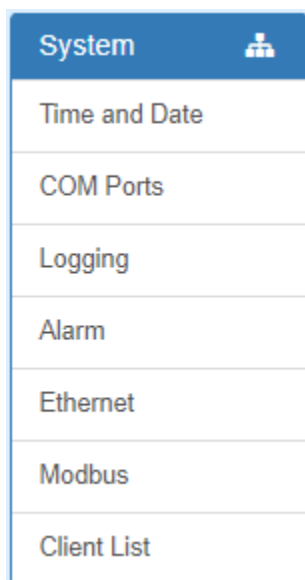 System
Time and Date
COM Ports
Logging
Alarm
Ethernet
Modbus
Client List